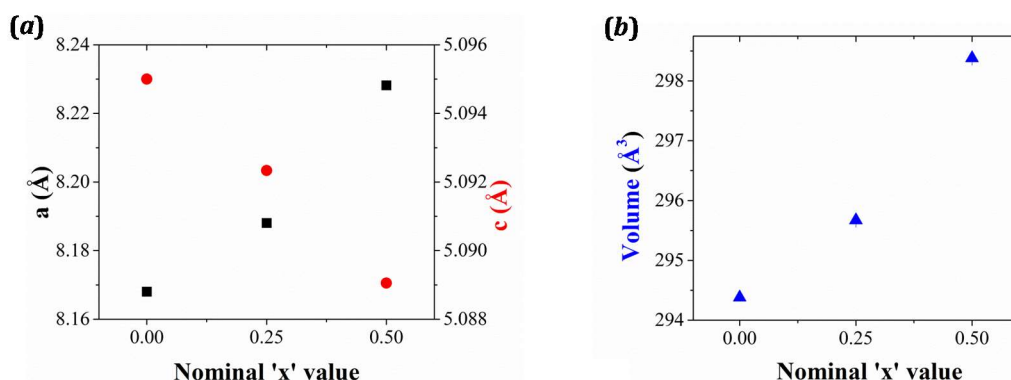 (a)
8.24
8.22
8.20
8.18
8.16
a (Å)
5.096
5.094
5.092
5.090
5.088
c (Å)
0.00 0.25 0.50
Nominal 'x' value
(b)
298
297
296
295
294
Volume (Å³)
0.00 0.25 0.50
Nominal 'x' value